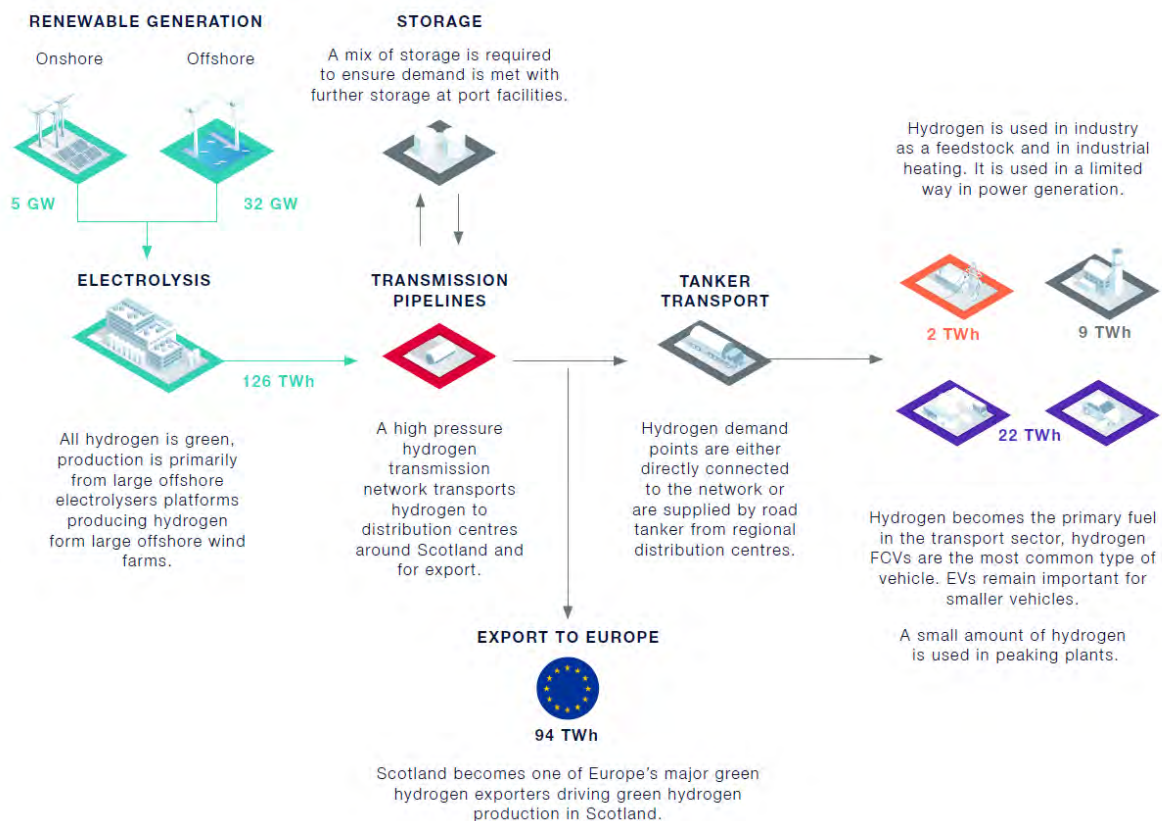 RENEWABLE GENERATION
Onshore
Offshore
5 GW
32 GW
STORAGE
A mix of storage is required
to ensure demand is met with
further storage at port facilities.
ELECTROLYSIS
126 TWh
All hydrogen is green,
production is primarily
from large offshore
electrolysers platforms
producing hydrogen
form large offshore wind
farms.
TRANSMISSION
PIPELINES
A high pressure
hydrogen
transmission
network transports
hydrogen to
distribution centres
around Scotland and
for export.
TANKER
TRANSPORT
Hydrogen demand
points are either
directly connected
to the network or
are supplied by road
tanker from regional
distribution centres.
Hydrogen is used in industry
as a feedstock and in industrial
heating. It is used in a limited
way in power generation.
2 TWh
9 TWh
22 TWh
Hydrogen becomes the primary fuel
in the transport sector, hydrogen
FCVs are the most common type of
vehicle. EVs remain important for
smaller vehicles.
A small amount of hydrogen
is used in peaking plants.
EXPORT TO EUROPE
94 TWh
Scotland becomes one of Europe's major green
hydrogen exporters driving green hydrogen
production in Scotland.